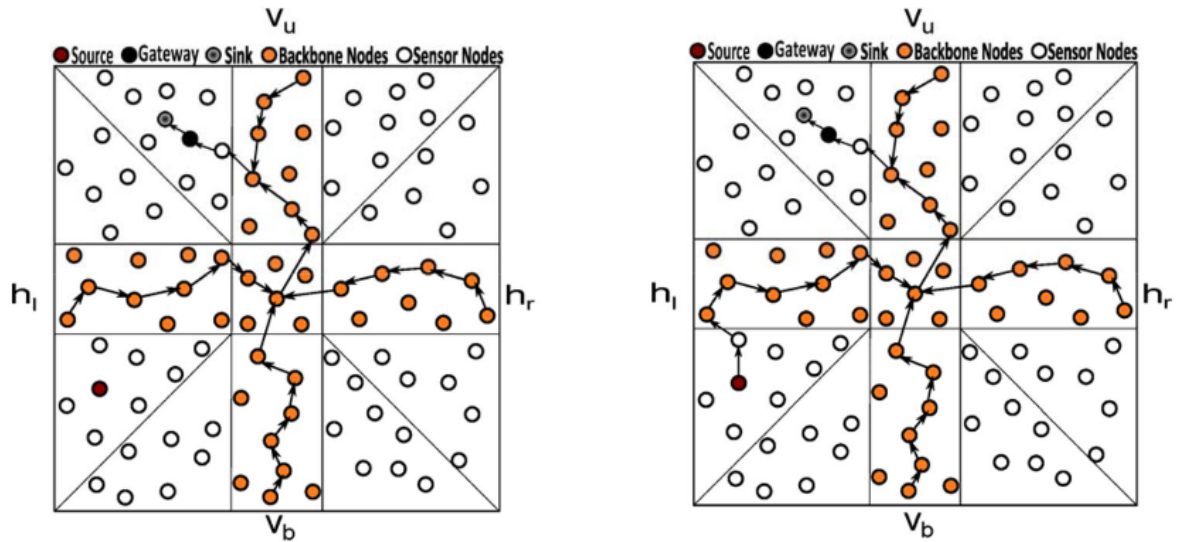 Vu
Source Gateway Sink Backbone Nodes Sensor Nodes
hl
hr
Vb
Vu
Source Gateway Sink Backbone Nodes Sensor Nodes
hl
hr
Vb